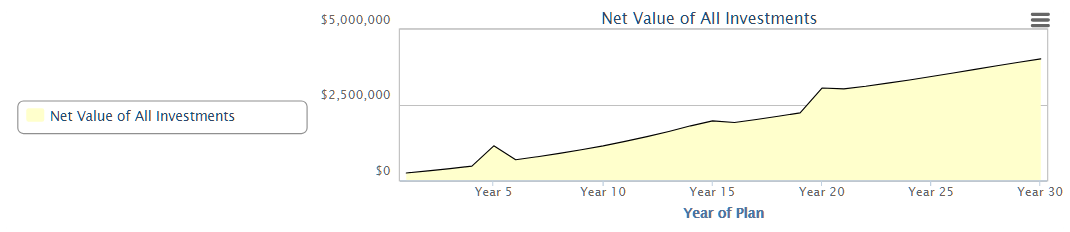 Net Value of All Investments
$5,000,000
$2,500,000
$0
Net Value of All Investments
Year 5
Year 10
Year 15
Year 20
Year 25
Year 30
Year of Plan